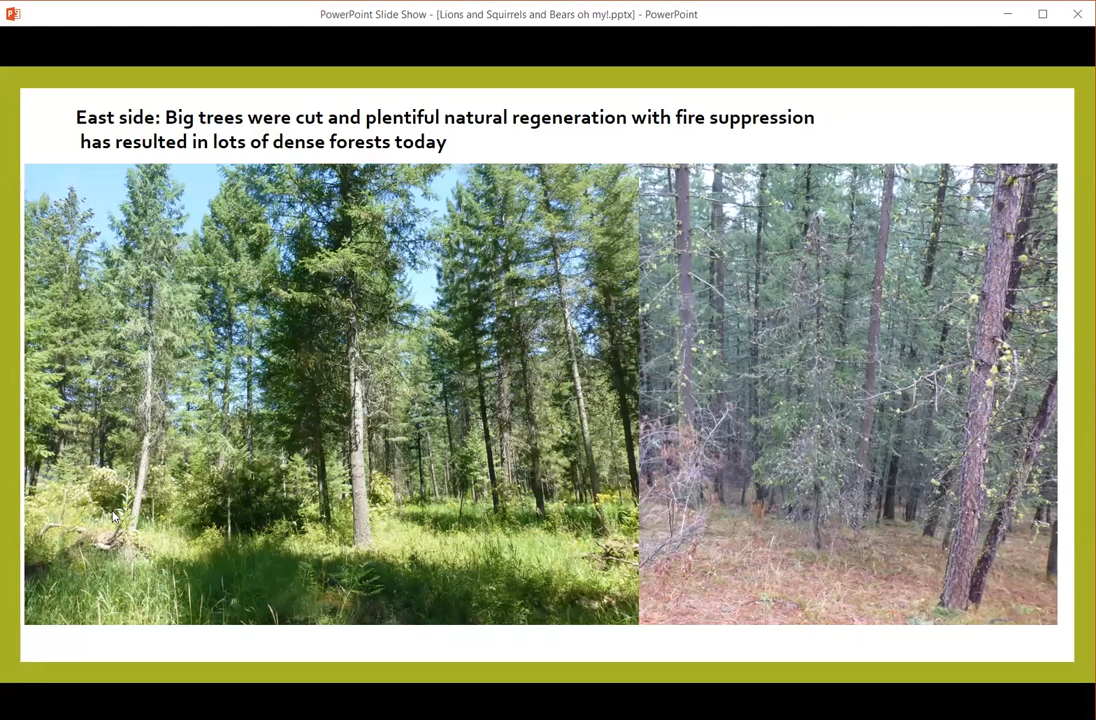 PowerPoint Slide Show - [Lions and Squirrels and Bears oh my!.pptx] - PowerPoint
East side: Big trees were cut and plentiful natural regeneration with fire suppression
has resulted in lots of dense forests today